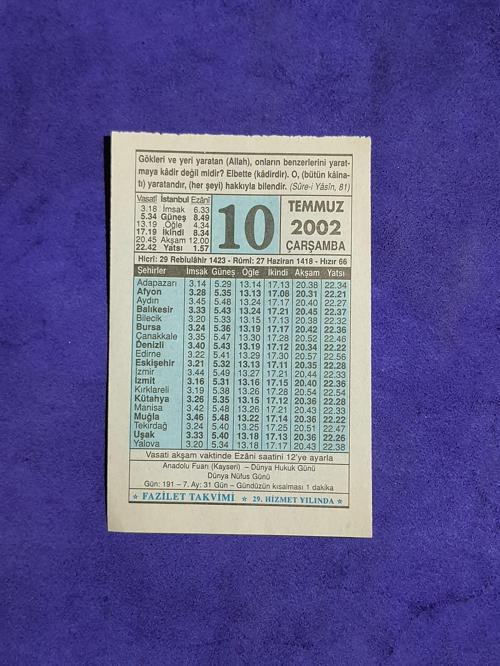 Gökleri ve yeri yaratan (Allah), onların benzerlerini yarat-
maya kâdir değil midir? Elbette (kâdirdir). O, (bütün kâina-
tı) yaratandır, (her şeyi) hakkıyla bilendir. (Sûre-i Yâsîn, 81)
Vasatî İstanbul Ezânî
3.18 İmsak 6.33
5.34 Güneş 8.49
13.19 Öğle 4.34
17.19 İkindi 8.34
20.45 Akşam 12.00
22.42 Yatsı 1.57
10
TEMMUZ
2002
ÇARŞAMBA
Hicrî: 29 Rebîulâhir 1423 - Rûmî: 27 Haziran 1418 - Hızır 66
Şehirler İmsak Güneş Öğle İkindi Akşam Yatsı
Adapazarı 3.14 5.29 13.14 17.13 20.38 22.34
Afyon 3.28 5.35 13.13 17.08 20.31 22.21
Aydın 3.45 5.48 13.24 17.17 20.41 22.27
Balıkesir 3.33 5.43 13.24 17.21 20.45 22.37
Bilecik 3.20 5.33 13.15 17.13 20.38 22.32
Bursa 3.24 5.36 13.19 17.17 20.42 22.36
Çanakkale 3.35 5.47 13.30 17.28 20.52 22.46
Denizli 3.40 5.43 13.19 17.12 20.34 22.22
Edirne 3.22 5.41 13.29 17.30 20.57 22.56
Eskişehir 3.21 5.32 13.13 17.11 20.35 22.28
İzmir 3.44 5.49 13.27 17.21 20.44 22.33
İzmit 3.16 5.31 13.16 17.15 20.40 22.36
Kırklareli 3.19 5.38 13.26 17.28 20.54 22.54
Kütahya 3.26 5.35 13.15 17.12 20.36 22.28
Manisa 3.42 5.48 13.26 17.21 20.43 22.33
Muğla 3.46 5.48 13.22 17.14 20.36 22.22
Tekirdağ 3.24 5.40 13.25 17.25 20.51 22.47
Uşak 3.33 5.40 13.18 17.13 20.36 22.26
Yalova 3.20 5.34 13.18 17.17 20.43 22.38
Vasati akşam vaktinde Ezânî saatini 12'ye ayarla
Anadolu Fuarı (Kayseri) – Dünya Hukuk Günü
Dünya Nüfus Günü
Gün: 191 – 7. Ay: 31 Gün – Gündüzün kısalması 1 dakika
★ FAZİLET TAKVİMİ ★ 29. HİZMET YILINDA ★